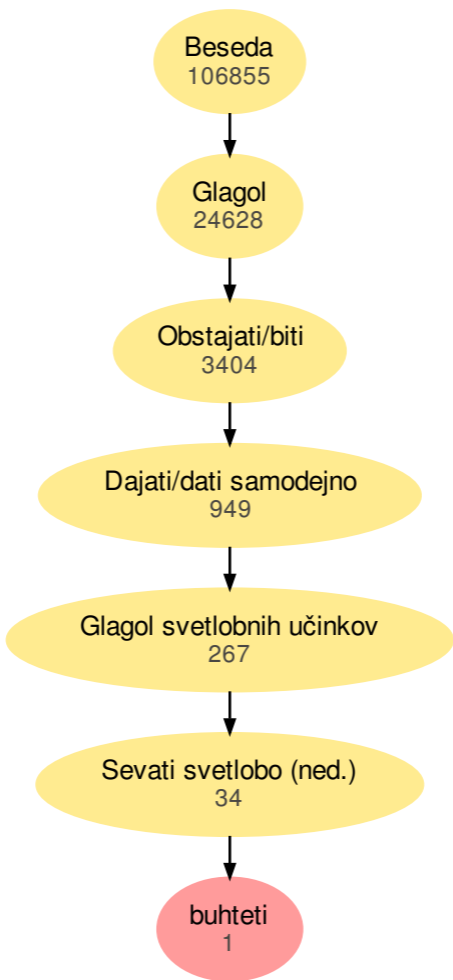 Beseda
106855
Glagol
24628
Obstajati/biti
3404
Dajati/dati samodejno
949
Glagol svetlobnih učinkov
267
Sevati svetlobo (ned.)
34
buhteti
1